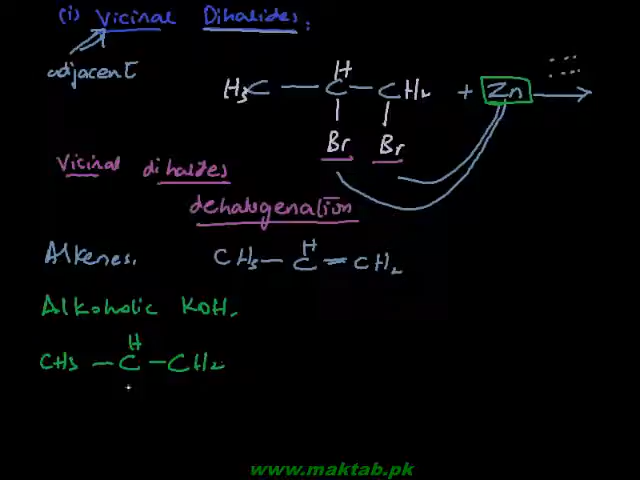 (i) Vicinal Dihalides :
adjacent
H
H3C — C — CH2 + Zn
Br Br
Vicinal dihalides
dehalogenation
Alkenes.
H
CH3 — C = CH2
Alkoholic KOH.
H
CH3 — C — CH2
www.maktab.pk